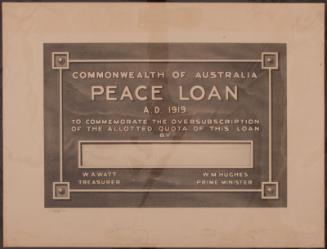 COMMONWEALTH OF AUSTRALIA
PEACE LOAN
A.D. 1919
TO COMMEMORATE THE OVERSUBSCRIPTION
OF THE ALLOTTED QUOTA OF THIS LOAN
BY
W.A.WATT W.M.HUGHES
TREASURER PRIME MINISTER